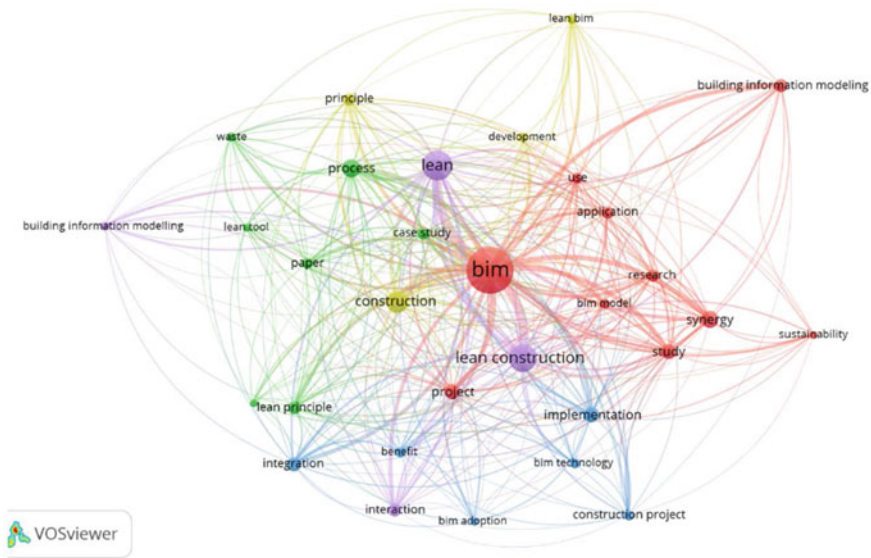 lean bim
building information modeling
principle
waste
development
process
lean
use
application
building information modelling
lean cool
case study
paper
bim
research
construction
bim model
synergy
sustainability
lean construction
study
project
lean principle
implementation
benefit
integration
bim technology
interaction
bim adoption
construction project
VOSviewer